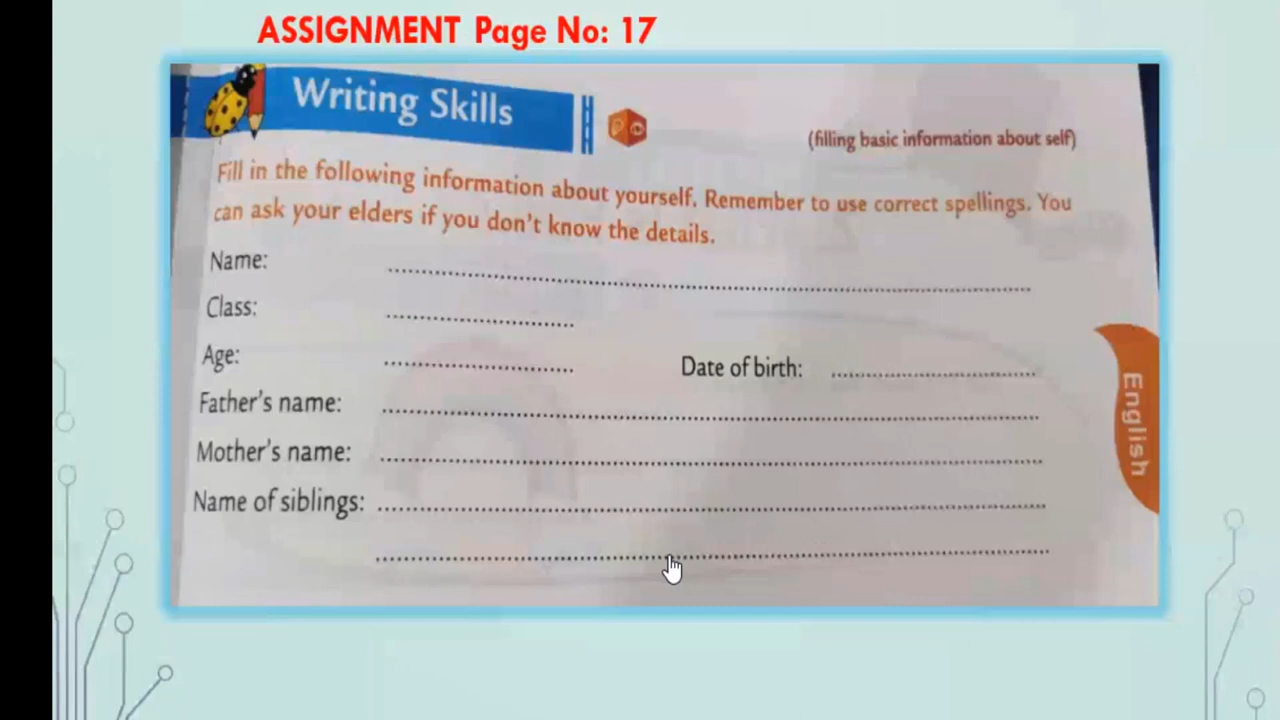 ASSIGNMENT Page No: 17
Writing Skills
(filling basic information about self)
Fill in the following information about yourself. Remember to use correct spellings. You
can ask your elders if you don't know the details.
Name: ........................................
Class: ....................
Age: .................... Date of birth: ....................
Father's name: ........................................
Mother's name: ........................................
Name of siblings: ........................................
........................................
English